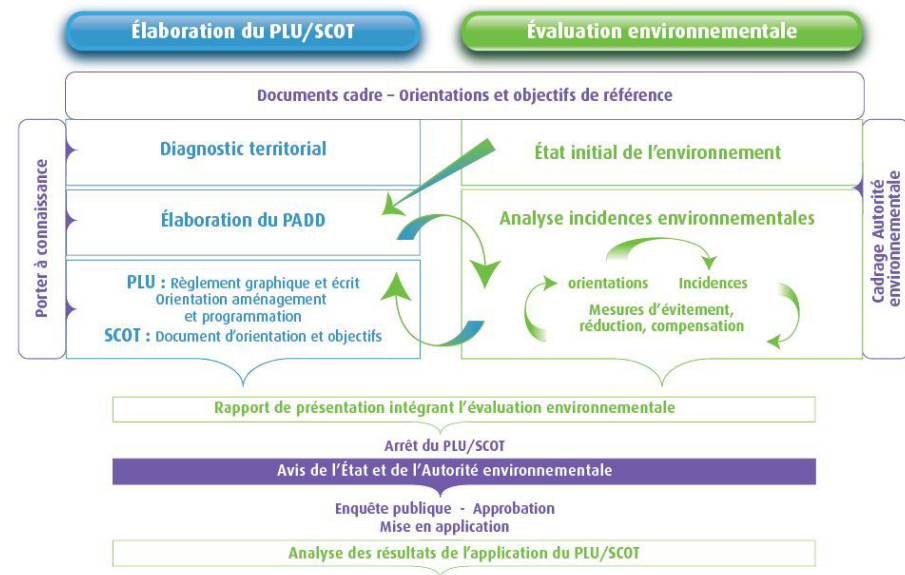 Élaboration du PLU/SCOT
Évaluation environnementale
Documents cadre – Orientations et objectifs de référence
Porter à connaissance
Diagnostic territorial
État initial de l'environnement
Élaboration du PADD
Analyse incidences environnementales
PLU : Règlement graphique et écrit
Orientation aménagement
et programmation
SCOT : Document d'orientation et objectifs
orientations
Incidences
Mesures d'évitement,
réduction, compensation
Cadrage Autorité
environnementale
Rapport de présentation intégrant l'évaluation environnementale
Arrêt du PLU/SCOT
Avis de l'État et de l'Autorité environnementale
Enquête publique - Approbation
Mise en application
Analyse des résultats de l'application du PLU/SCOT